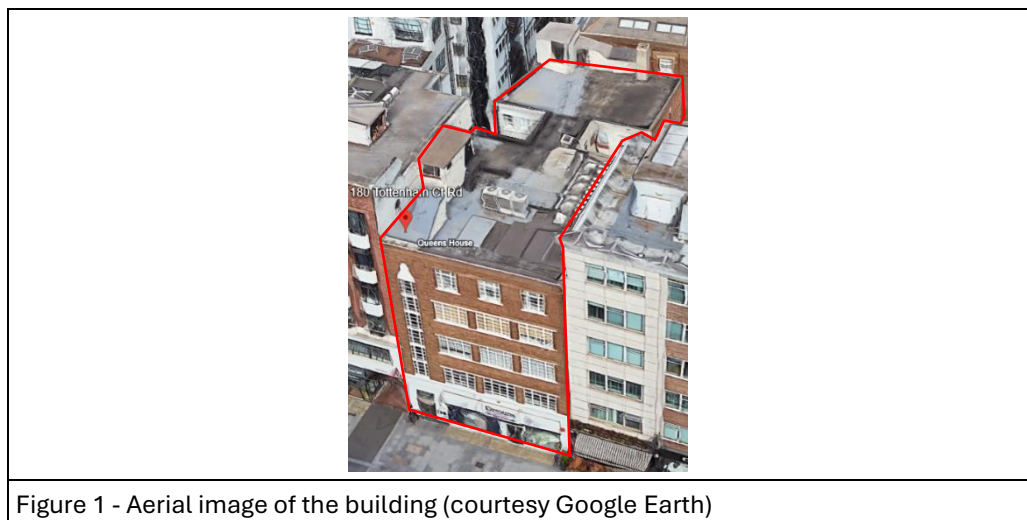 180 Tottenham Ct Rd
Queens House
Figure 1 - Aerial image of the building (courtesy Google Earth)